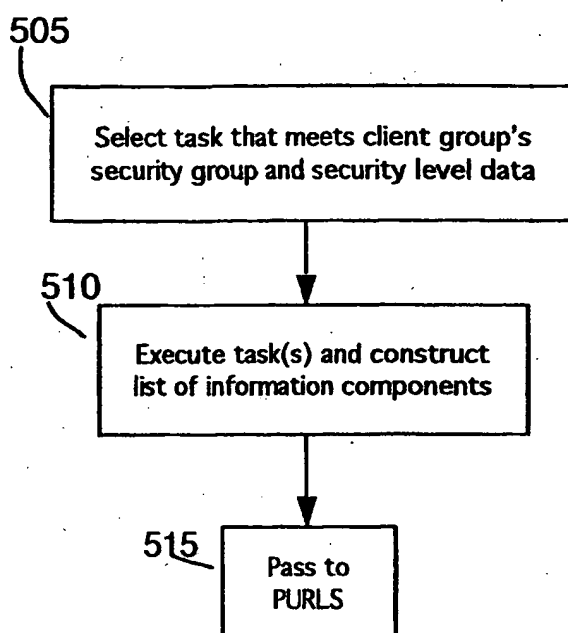 505
Select task that meets client group's
security group and security level data
510
Execute task(s) and construct
list of information components
515
Pass to
PURLS